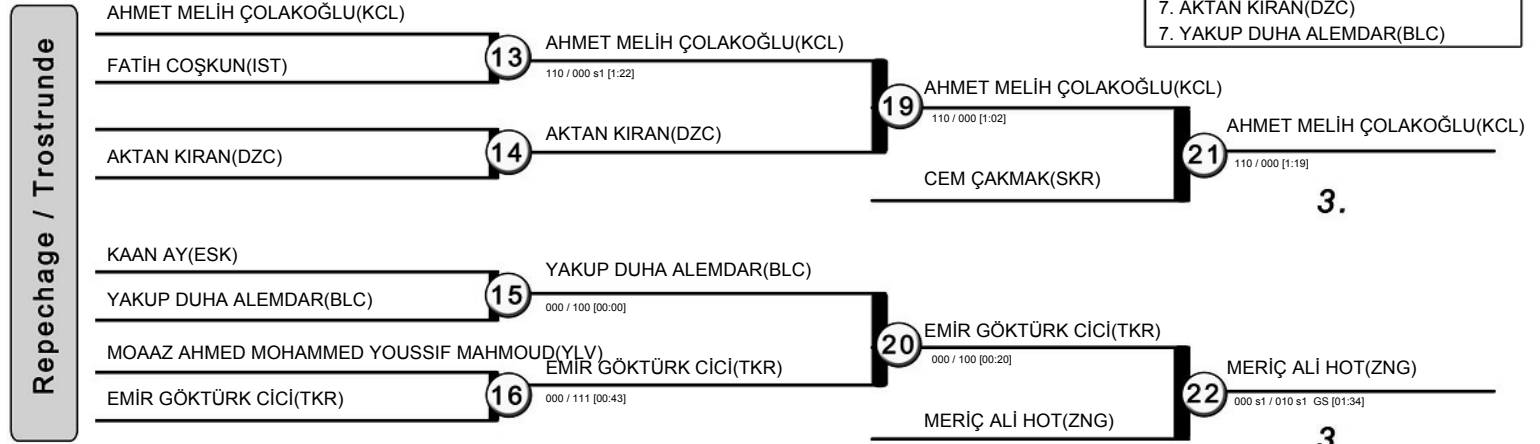 7. AKTAN KIRAN(DZC)
7. YAKUP DUHA ALEMDAR(BLC)
Repechage / Trostrunde
AHMET MELİH ÇOLAKOĞLU(KCL)
FATİH COŞKUN(IST)
13
AHMET MELİH ÇOLAKOĞLU(KCL)
110 / 000 s1 [1:22]
AKTAN KIRAN(DZC)
14
AKTAN KIRAN(DZC)
19
AHMET MELİH ÇOLAKOĞLU(KCL)
110 / 000 [1:02]
CEM ÇAKMAK(SKR)
21
AHMET MELİH ÇOLAKOĞLU(KCL)
110 / 000 [1:19]
3.
KAAN AY(ESK)
YAKUP DUHA ALEMDAR(BLC)
15
YAKUP DUHA ALEMDAR(BLC)
000 / 100 [00:00]
MOAAZ AHMED MOHAMMED YOUSSIF MAHMOUD(YLV)
EMİR GÖKTÜRK CİCİ(TKR)
16
EMİR GÖKTÜRK CİCİ(TKR)
000 / 111 [00:43]
20
EMİR GÖKTÜRK CİCİ(TKR)
000 / 100 [00:20]
MERİÇ ALİ HOT(ZNG)
22
MERİÇ ALİ HOT(ZNG)
000 s1 / 010 s1 GS [01:34]
3